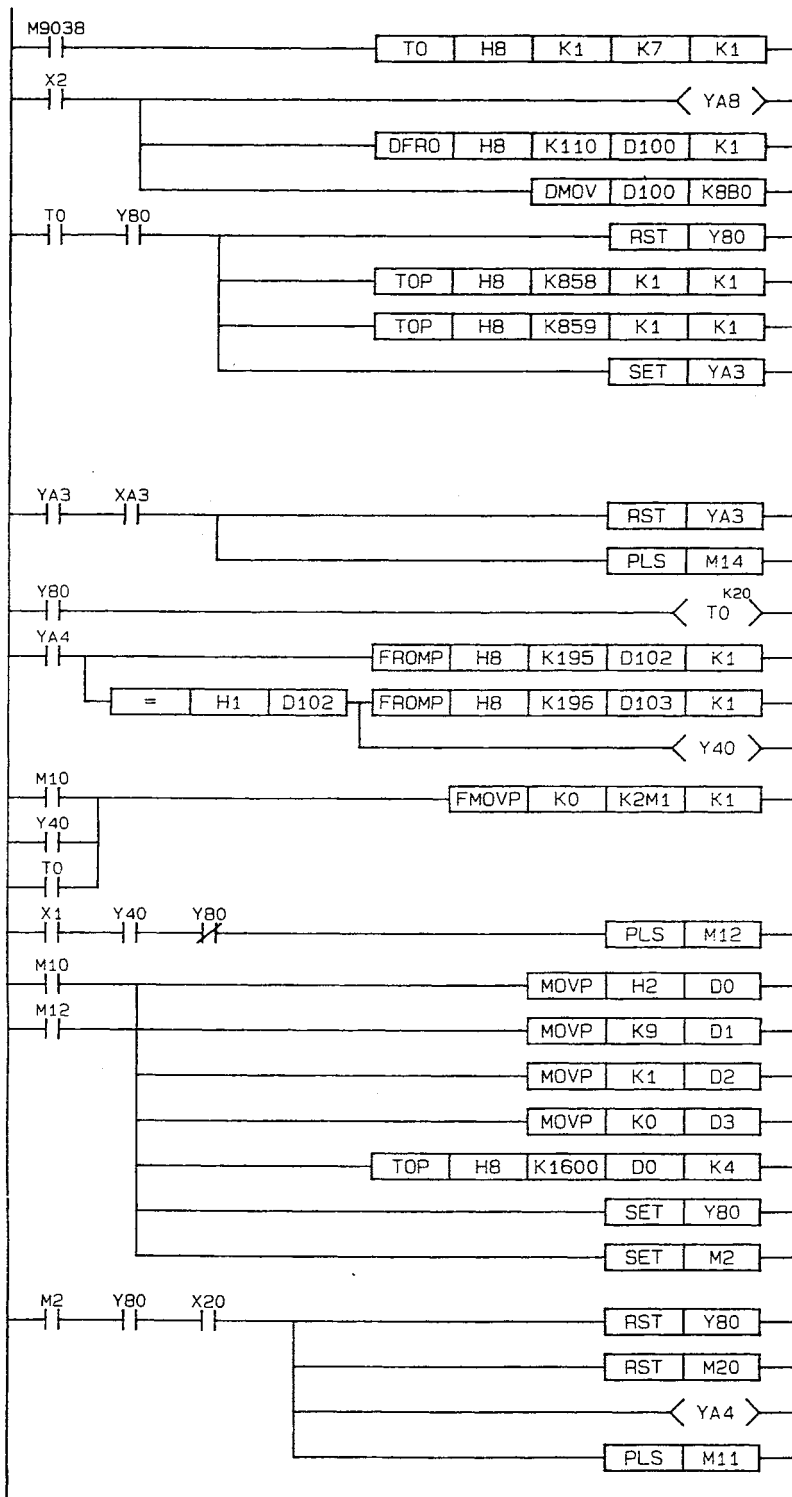 M9038
TO H8 K1 K7 K1
X2
YA8
DFRO H8 K110 D100 K1
DMOV D100 K8B0
T0 Y80
RST Y80
TOP H8 K858 K1 K1
TOP H8 K859 K1 K1
SET YA3
YA3 XA3
RST YA3
PLS M14
Y80 K20
T0
YA4
FROMP H8 K195 D102 K1
= H1 D102 FROMP H8 K196 D103 K1
Y40
M10
FMOVP K0 K2M1 K1
Y40
T0
X1 Y40 Y80
PLS M12
M10
MOVP H2 D0
M12
MOVP K9 D1
MOVP K1 D2
MOVP K0 D3
TOP H8 K1600 D0 K4
SET Y80
SET M2
M2 Y80 X20
RST Y80
RST M20
YA4
PLS M11